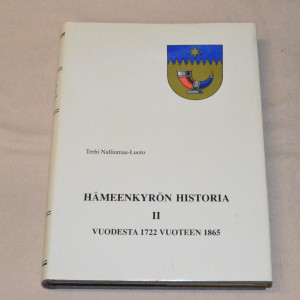 Terhi Nallinmaa-Luoto
HÄMEENKYRÖN HISTORIA
II
VUODESTA 1722 VUOTEEN 1865